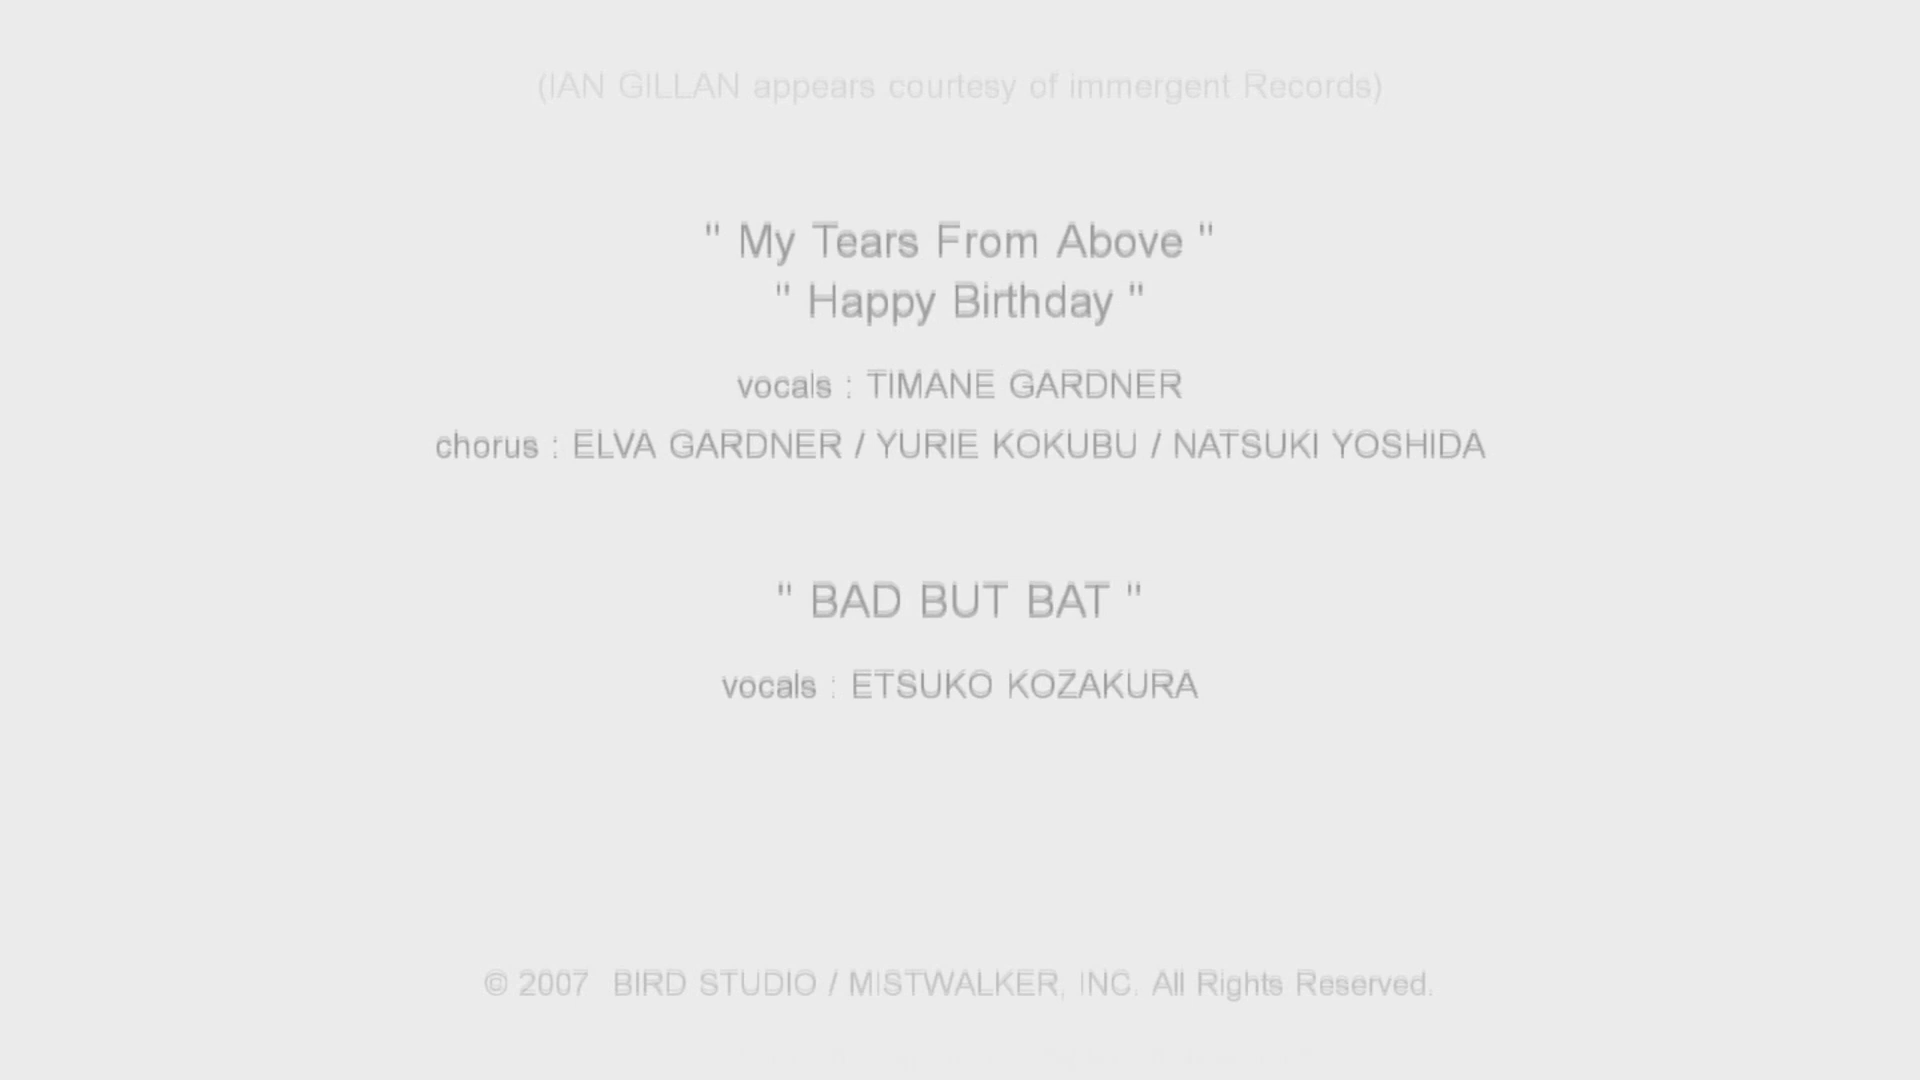 (IAN GILLAN appears courtesy of immergent Records)
" My Tears From Above "
" Happy Birthday "
vocals : TIMANE GARDNER
chorus : ELVA GARDNER / YURIE KOKUBU / NATSUKI YOSHIDA
" BAD BUT BAT "
vocals : ETSUKO KOZAKURA
© 2007 BIRD STUDIO / MISTWALKER, INC. All Rights Reserved.